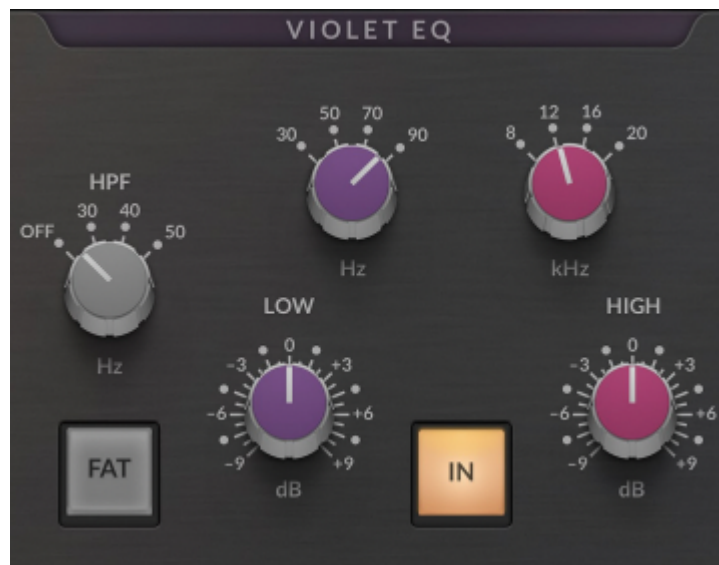 VIOLET EQ
50 70
30 90
12 16
8 20
HPF
30 40
OFF 50
Hz
kHz
LOW
HIGH
Hz
0
-3 +3
-6 +6
-9 +9
dB
0
-3 +3
-6 +6
-9 +9
dB
FAT
IN